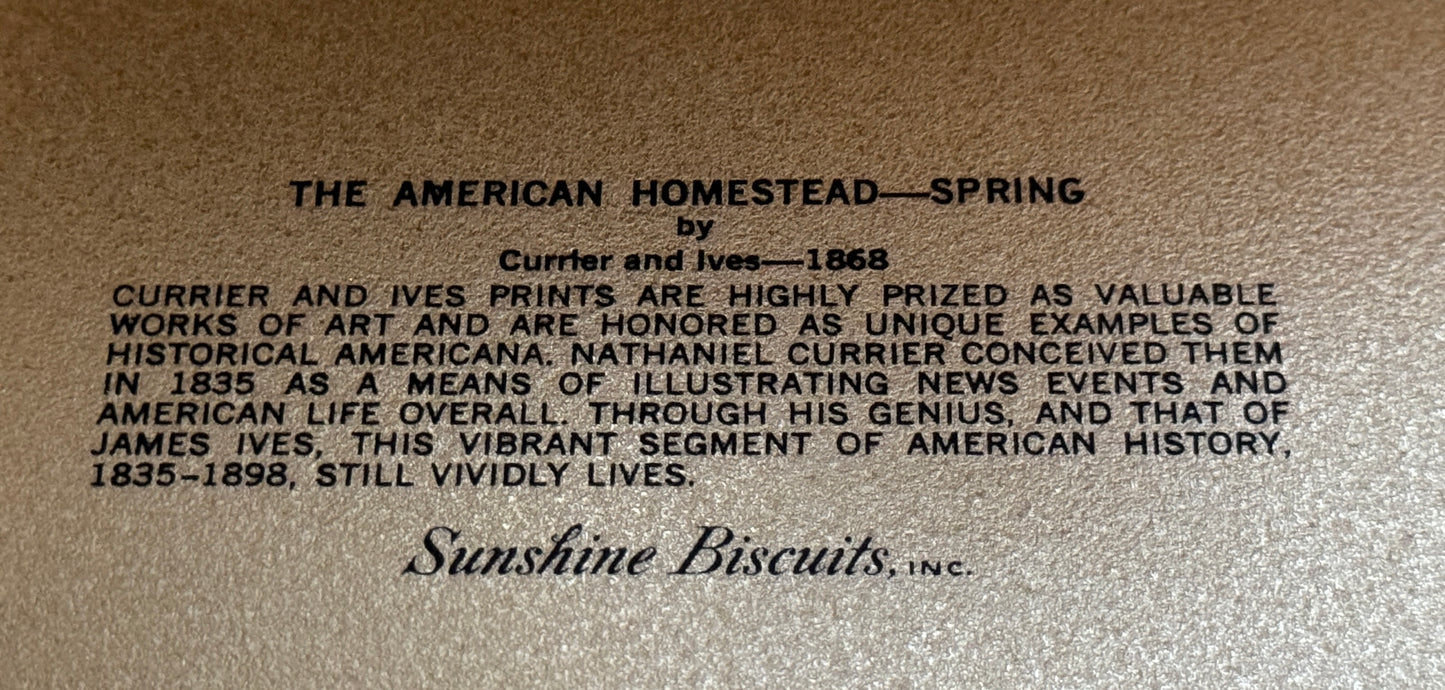 THE AMERICAN HOMESTEAD—SPRING
by
Currier and Ives—1868
CURRIER AND IVES PRINTS ARE HIGHLY PRIZED AS VALUABLE
WORKS OF ART AND ARE HONORED AS UNIQUE EXAMPLES OF
HISTORICAL AMERICANA. NATHANIEL CURRIER CONCEIVED THEM
IN 1835 AS A MEANS OF ILLUSTRATING NEWS EVENTS AND
AMERICAN LIFE OVERALL. THROUGH HIS GENIUS, AND THAT OF
JAMES IVES, THIS VIBRANT SEGMENT OF AMERICAN HISTORY,
1835-1898, STILL VIVIDLY LIVES.
Sunshine Biscuits, INC.